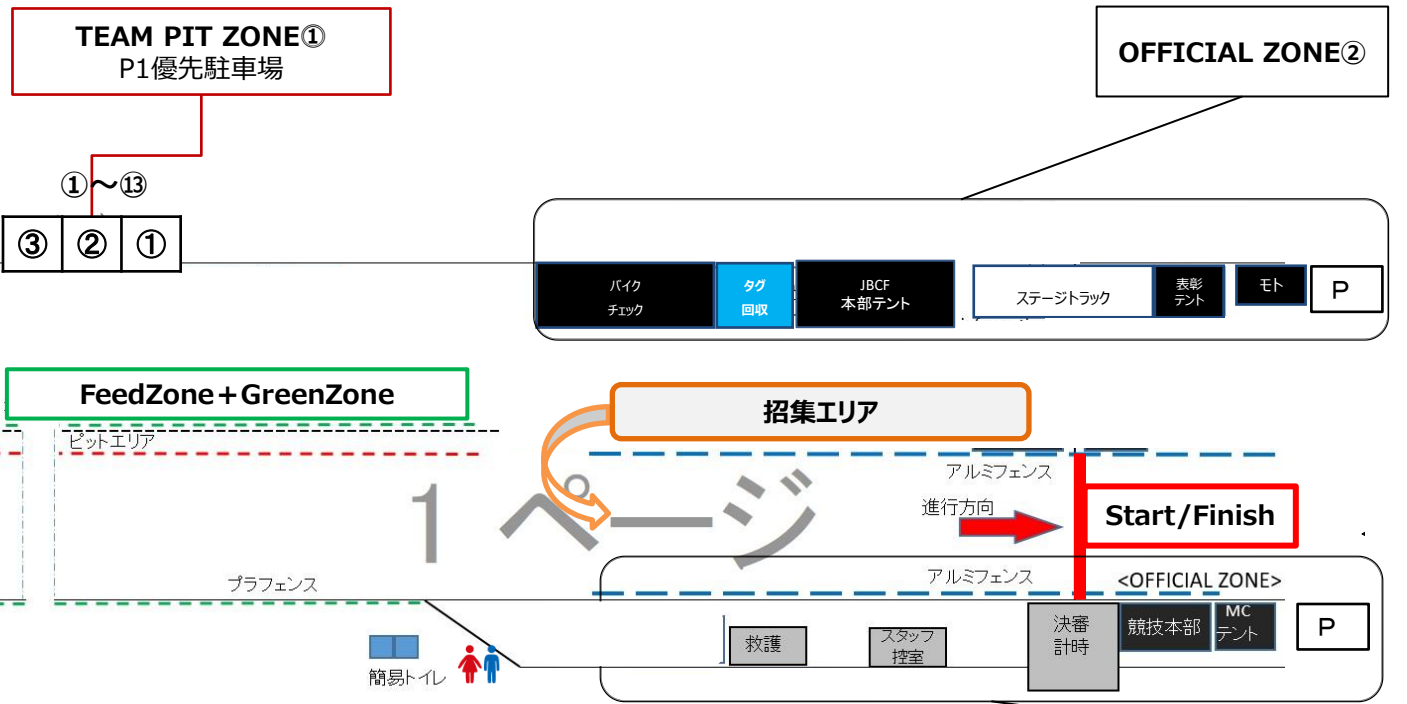 TEAM PIT ZONE①
P1優先駐車場
OFFICIAL ZONE②
①～⑬
③ ② ①
バイク
チェック
タグ
回収
JBCF
本部テント
ステージトラック
表彰
テント
モト
P
FeedZone+GreenZone
招集エリア
ピットエリア
アルミフェンス
進行方向
Start/Finish
1 ページ
プラフェンス
アルミフェンス
<OFFICIAL ZONE>
簡易トイレ
救護
スタッフ
控室
決審
計時
競技本部
MC
テント
P